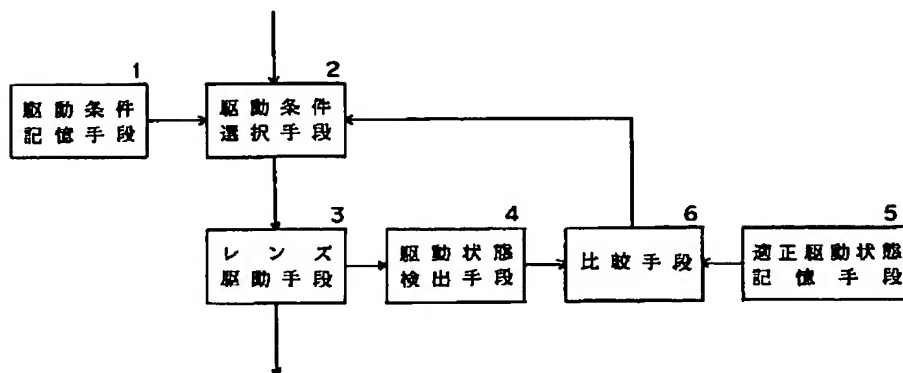 1
駆動条件
記憶手段
2
駆動条件
選択手段
3
レンズ
駆動手段
4
駆動状態
検出手段
6
比較手段
5
適正駆動状態
記憶手段